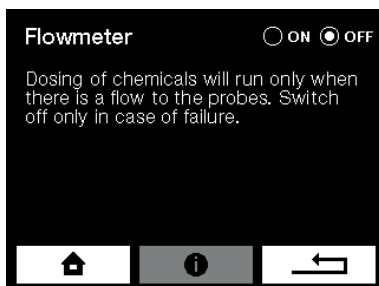 Flowmeter ON OFF
Dosing of chemicals will run only when
there is a flow to the probes. Switch
off only in case of failure.